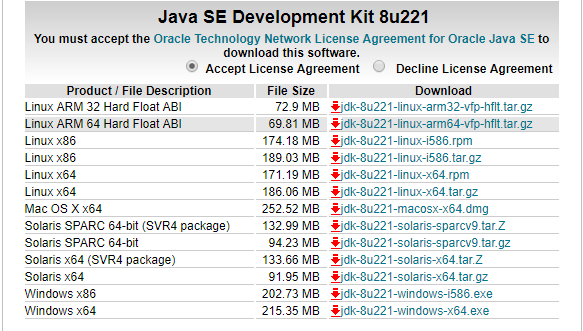 Java SE Development Kit 8u221
You must accept the Oracle Technology Network License Agreement for Oracle Java SE to
download this software.
Accept License Agreement Decline License Agreement
Product / File Description File Size Download
Linux ARM 32 Hard Float ABI 72.9 MB jdk-8u221-linux-arm32-vfp-hflt.tar.gz
Linux ARM 64 Hard Float ABI 69.81 MB jdk-8u221-linux-arm64-vfp-hflt.tar.gz
Linux x86 174.18 MB jdk-8u221-linux-i586.rpm
Linux x86 189.03 MB jdk-8u221-linux-i586.tar.gz
Linux x64 171.19 MB jdk-8u221-linux-x64.rpm
Linux x64 186.06 MB jdk-8u221-linux-x64.tar.gz
Mac OS X x64 252.52 MB jdk-8u221-macosx-x64.dmg
Solaris SPARC 64-bit (SVR4 package) 132.99 MB jdk-8u221-solaris-sparcv9.tar.Z
Solaris SPARC 64-bit 94.23 MB jdk-8u221-solaris-sparcv9.tar.gz
Solaris x64 (SVR4 package) 133.66 MB jdk-8u221-solaris-x64.tar.Z
Solaris x64 91.95 MB jdk-8u221-solaris-x64.tar.gz
Windows x86 202.73 MB jdk-8u221-windows-i586.exe
Windows x64 215.35 MB jdk-8u221-windows-x64.exe